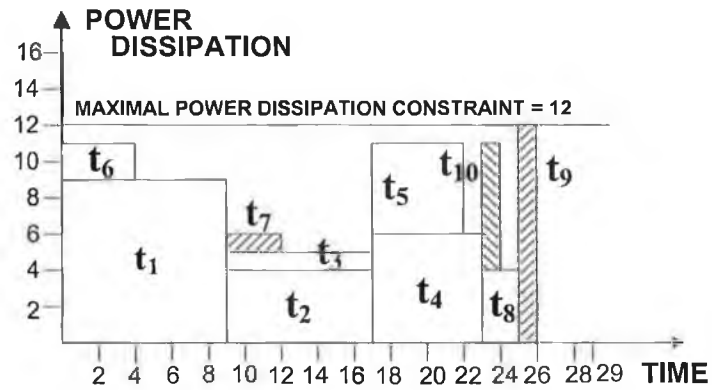 POWER
DISSIPATION
16
14
MAXIMAL POWER DISSIPATION CONSTRAINT = 12
12
10
8
6
4
2
t6
t1
t7
t3
t2
t5
t4
t10
t8
t9
2 4 6 8 10 12 14 16 18 20 22 24 26 28 29 TIME